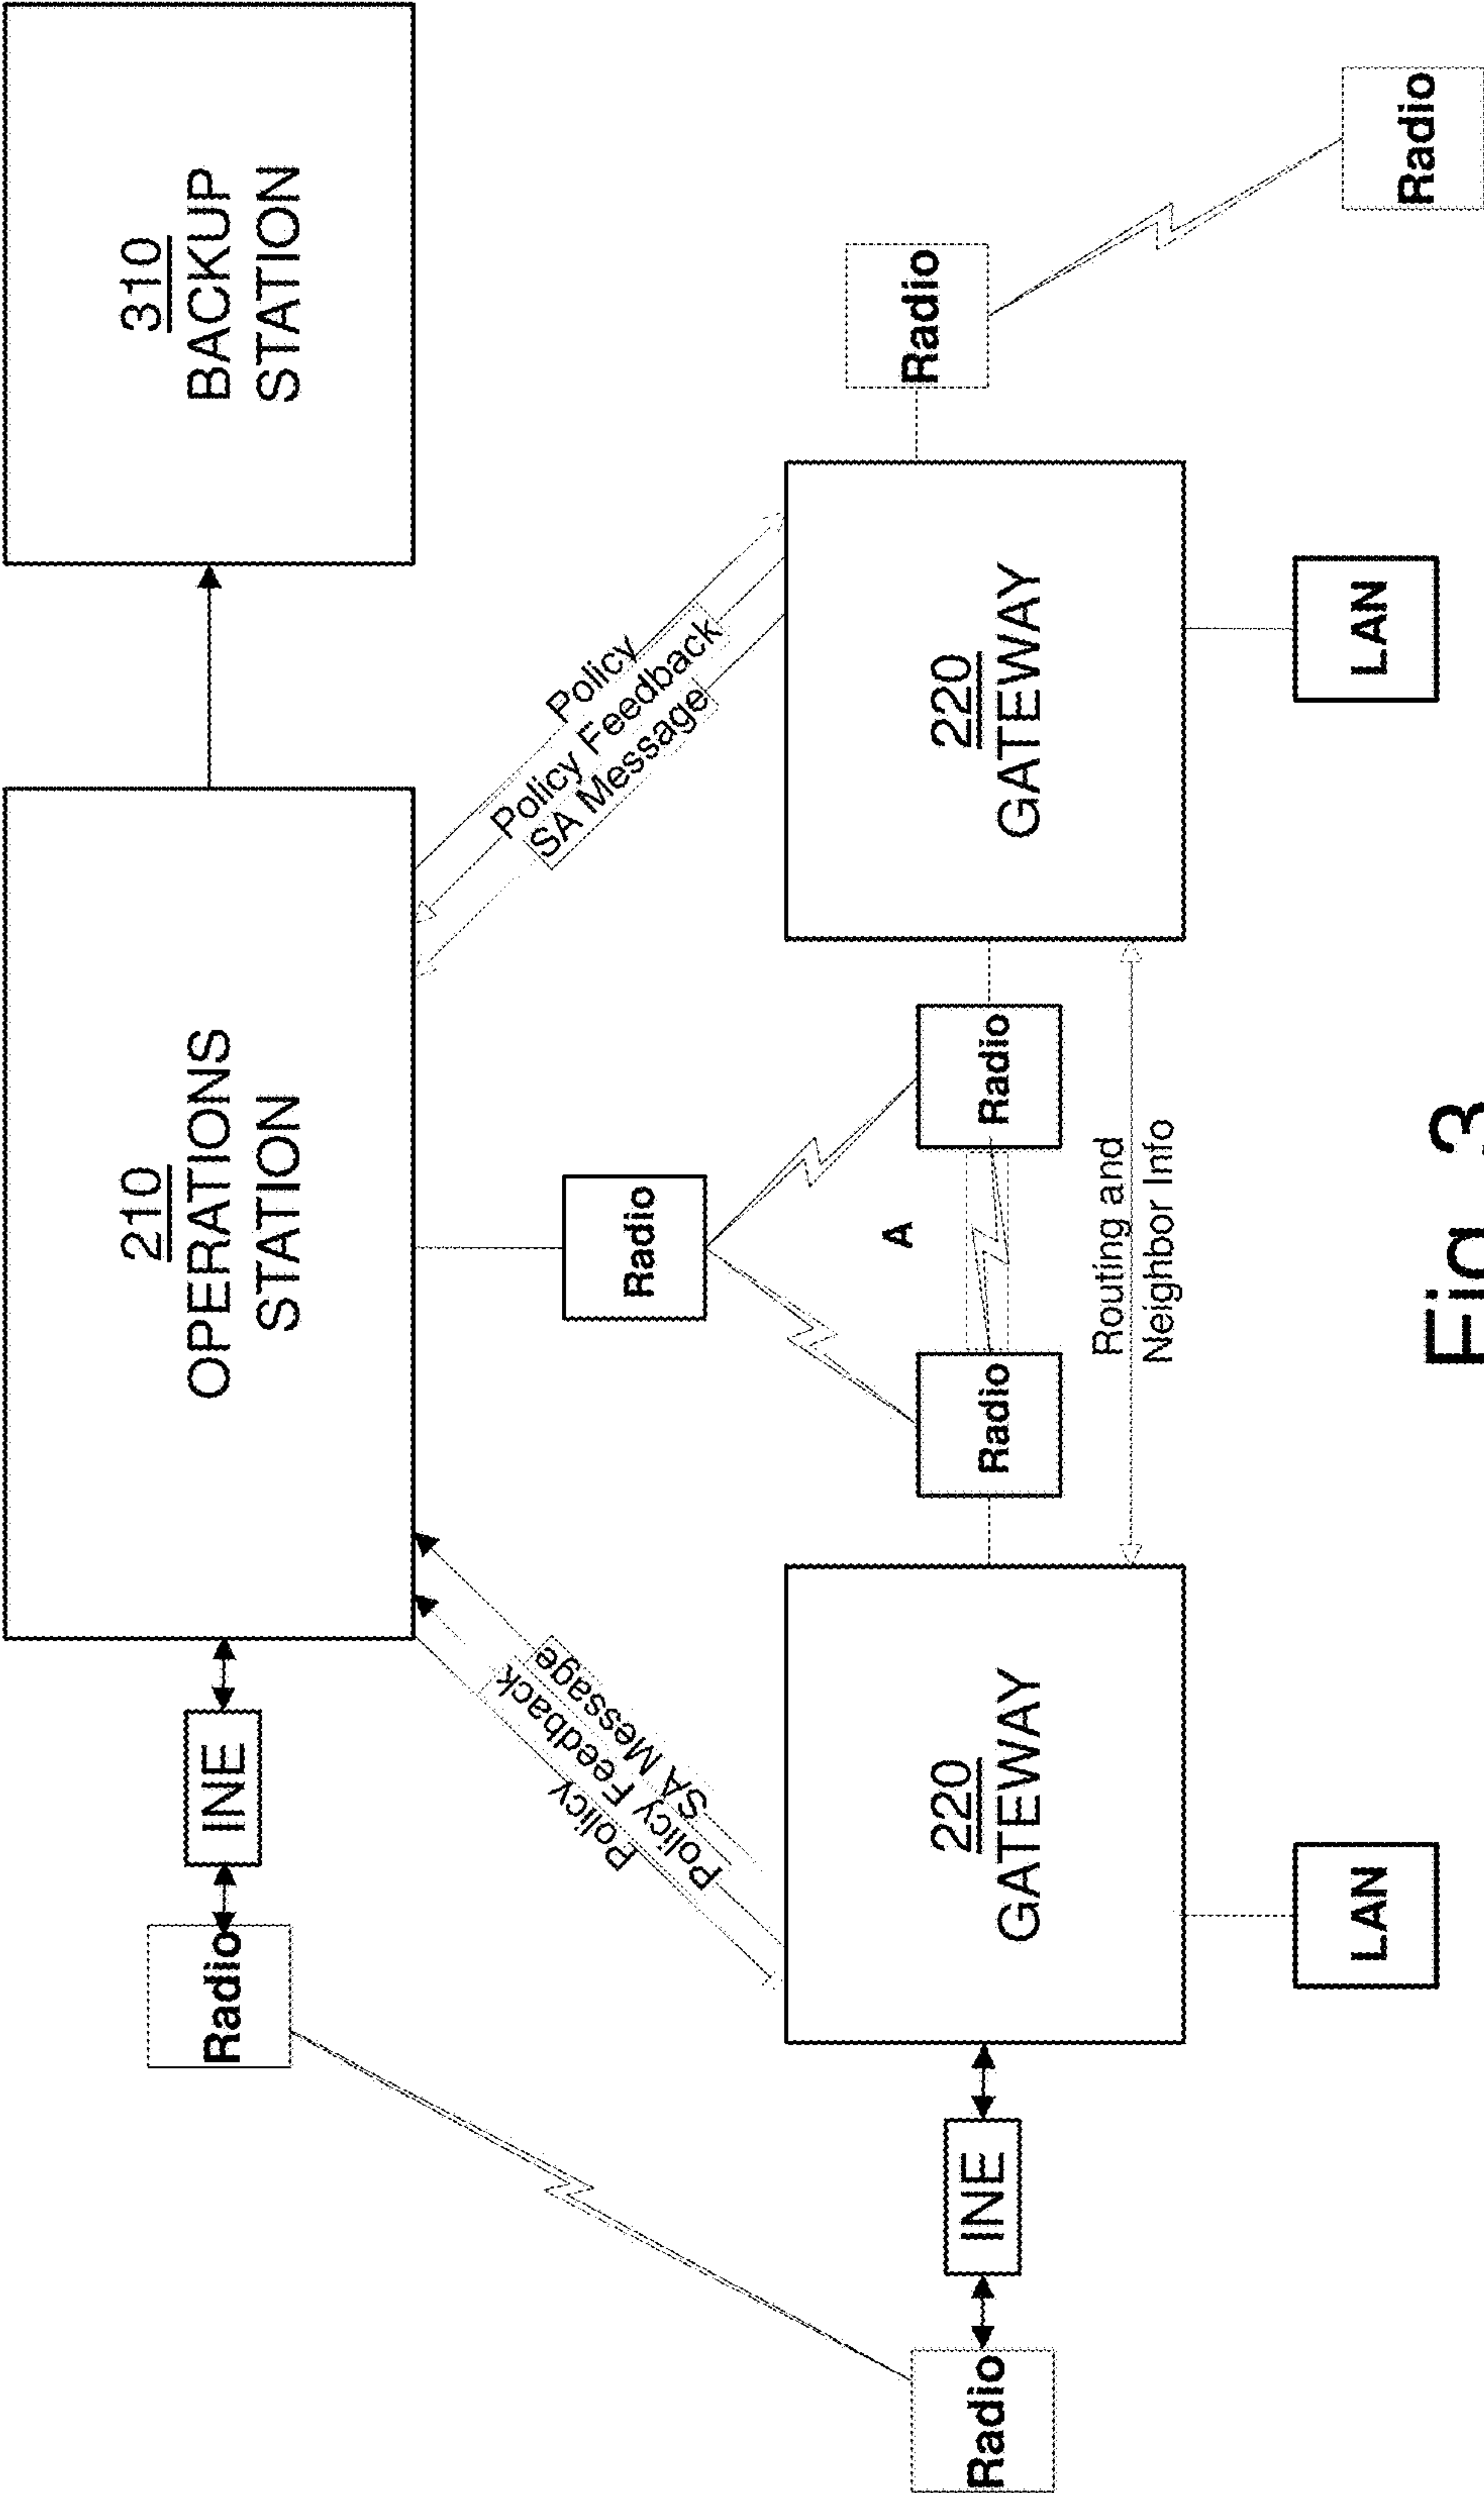 210
OPERATIONS
STATION
310
BACKUP
STATION
Radio
INE
Policy
Policy Feedback
SA Message
Radio
Policy
Policy Feedback
SA Message
Radio
INE
220
GATEWAY
Radio
A
Radio
220
GATEWAY
Radio
Radio
Routing and
Neighbor Info
LAN
LAN
Fig. 3